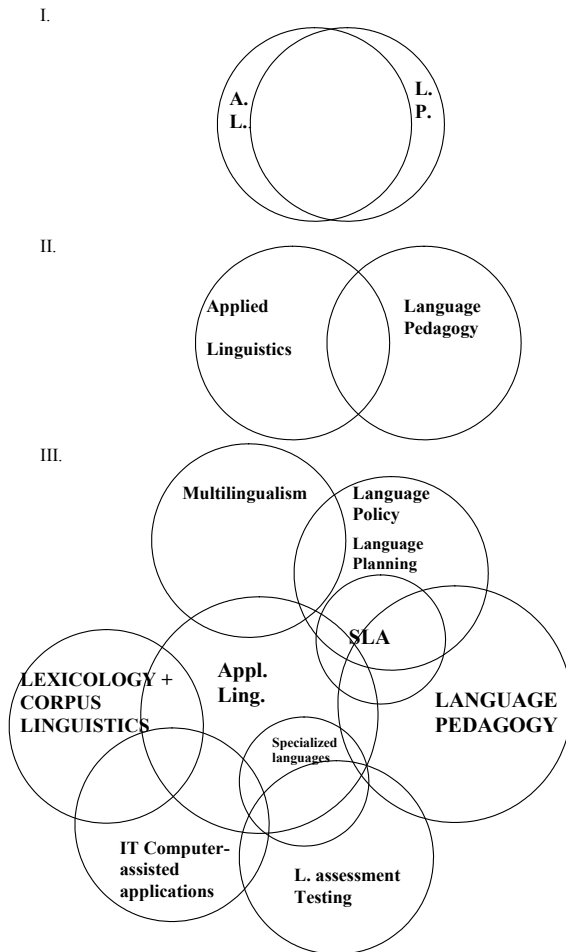 I.
A.
L.
L.
P.
II.
Applied
Linguistics
Language
Pedagogy
III.
Multilingualism
Language
Policy
Language
Planning
SLA
LEXICOLOGY +
CORPUS
LINGUISTICS
Appl.
Ling.
LANGUAGE
PEDAGOGY
Specialized
languages
IT Computer-
assisted
applications
L. assessment
Testing